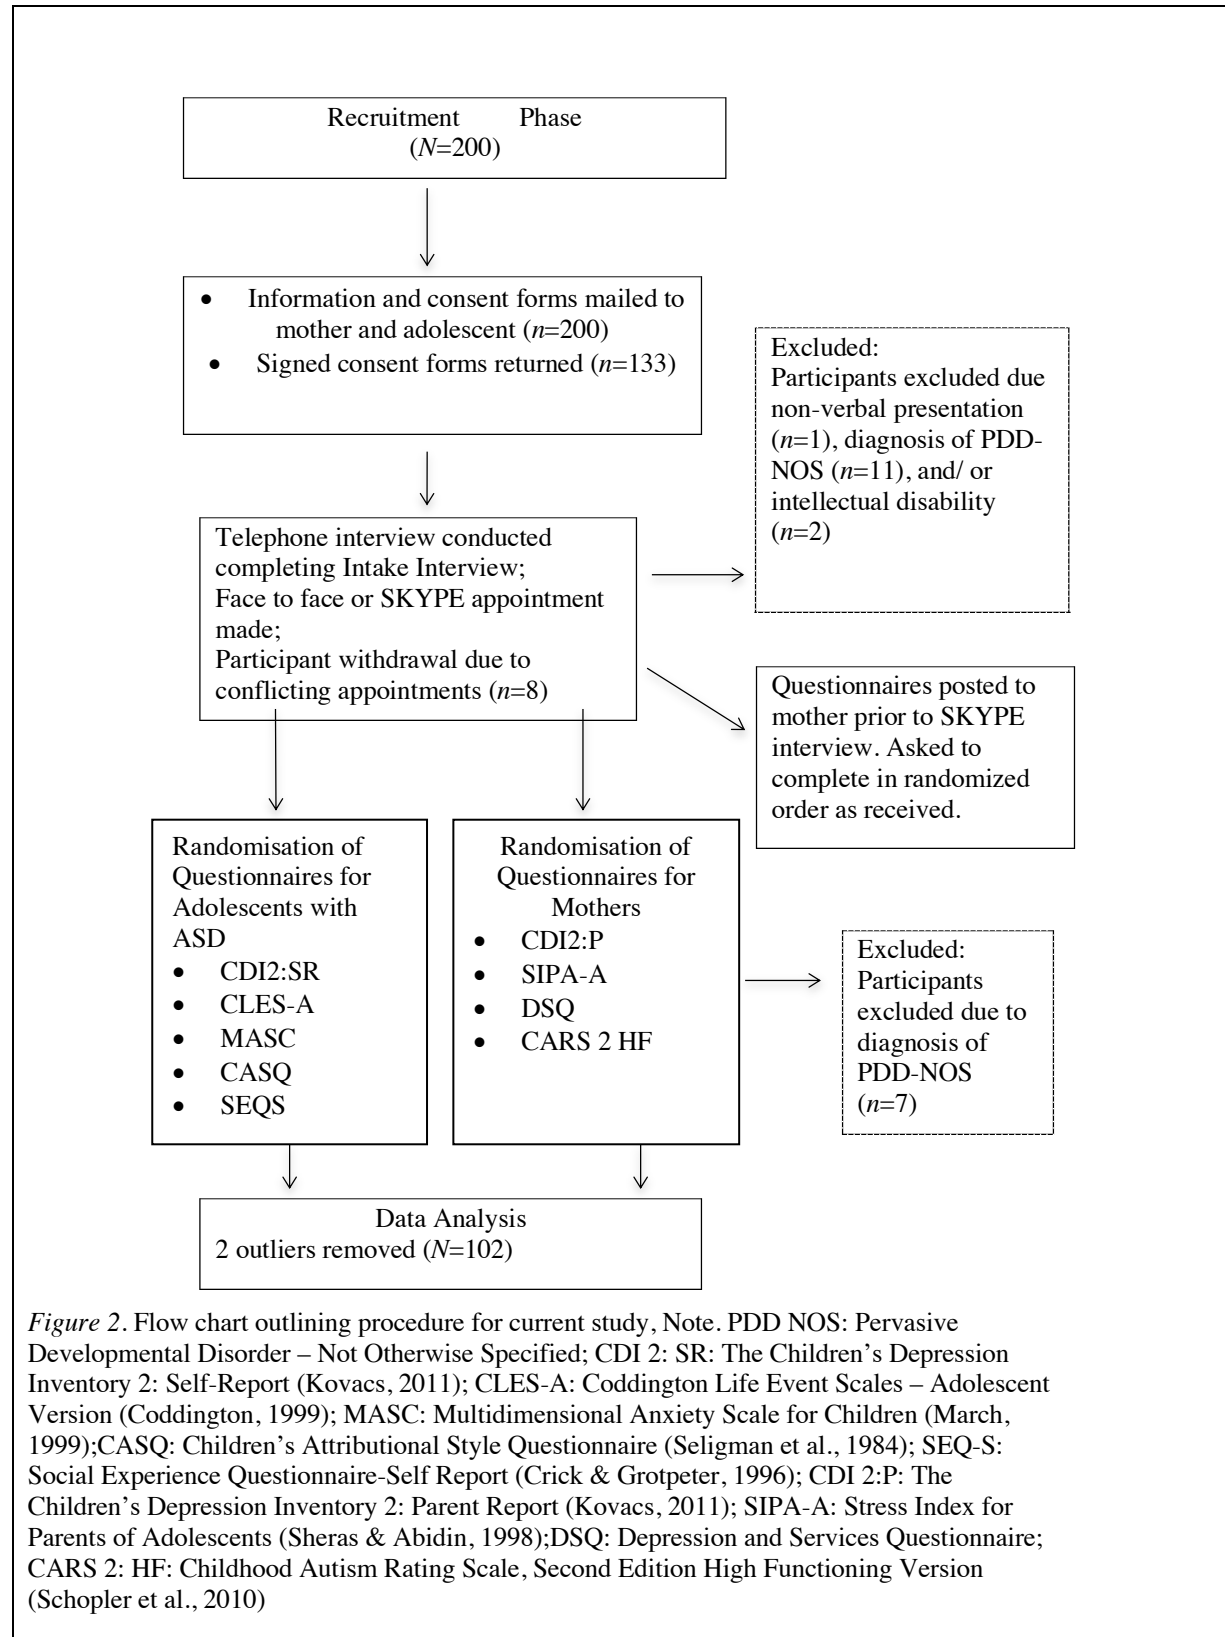 Recruitment Phase
(N=200)
• Information and consent forms mailed to
mother and adolescent (n=200)
• Signed consent forms returned (n=133)
Excluded:
Participants excluded due
non-verbal presentation
(n=1), diagnosis of PDD-
NOS (n=11), and/ or
intellectual disability
(n=2)
Telephone interview conducted
completing Intake Interview;
Face to face or SKYPE appointment
made;
Participant withdrawal due to
conflicting appointments (n=8)
Questionnaires posted to
mother prior to SKYPE
interview. Asked to
complete in randomized
order as received.
Randomisation of
Questionnaires for
Adolescents with
ASD
• CDI2:SR
• CLES-A
• MASC
• CASQ
• SEQS
Randomisation of
Questionnaires for
Mothers
• CDI2:P
• SIPA-A
• DSQ
• CARS 2 HF
Excluded:
Participants
excluded due to
diagnosis of
PDD-NOS
(n=7)
Data Analysis
2 outliers removed (N=102)
Figure 2. Flow chart outlining procedure for current study, Note. PDD NOS: Pervasive
Developmental Disorder – Not Otherwise Specified; CDI 2: SR: The Children’s Depression
Inventory 2: Self-Report (Kovacs, 2011); CLES-A: Coddington Life Event Scales – Adolescent
Version (Coddington, 1999); MASC: Multidimensional Anxiety Scale for Children (March,
1999);CASQ: Children’s Attributional Style Questionnaire (Seligman et al., 1984); SEQ-S:
Social Experience Questionnaire-Self Report (Crick & Grotpeter, 1996); CDI 2:P: The
Children’s Depression Inventory 2: Parent Report (Kovacs, 2011); SIPA-A: Stress Index for
Parents of Adolescents (Sheras & Abidin, 1998);DSQ: Depression and Services Questionnaire;
CARS 2: HF: Childhood Autism Rating Scale, Second Edition High Functioning Version
(Schopler et al., 2010)